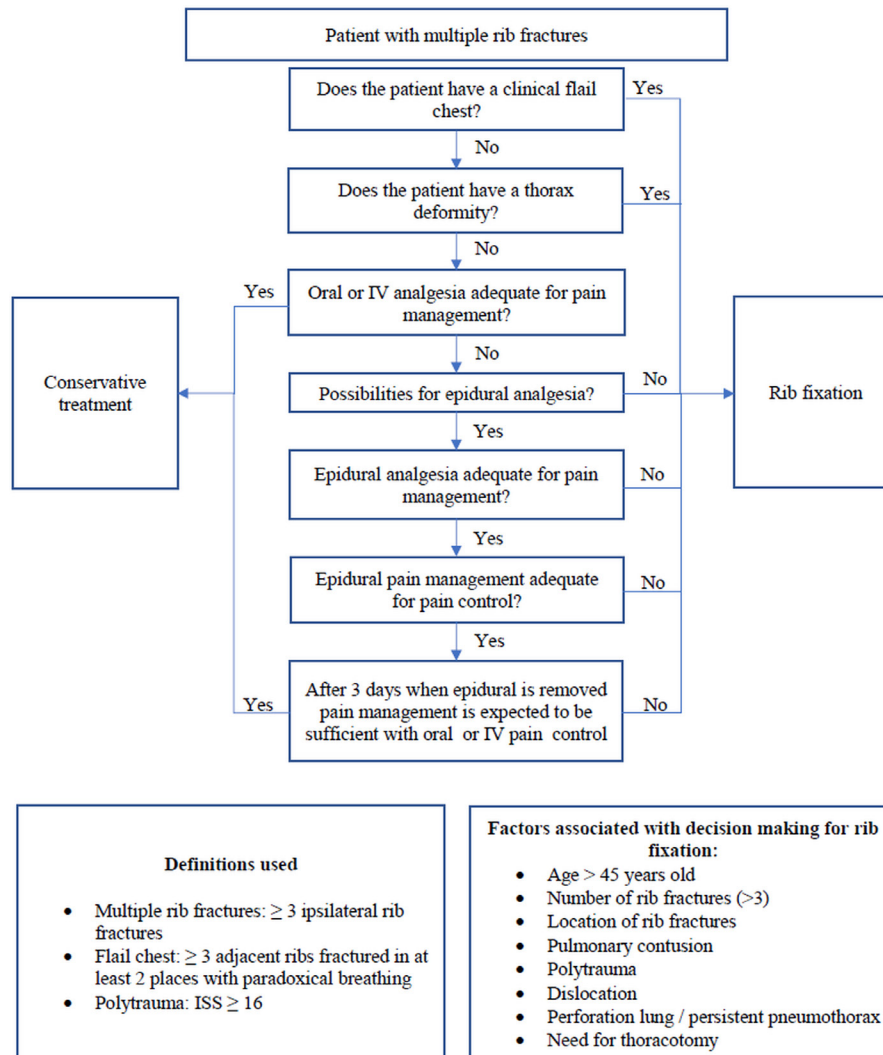 Patient with multiple rib fractures
Does the patient have a clinical flail
chest?
Yes
No
Does the patient have a thorax
deformity?
Yes
No
Yes
Oral or IV analgesia adequate for pain
management?
No
Conservative
treatment
Possibilities for epidural analgesia?
No
Rib fixation
Yes
Epidural analgesia adequate for pain
management?
No
Yes
Epidural pain management adequate
for pain control?
No
Yes
Yes
After 3 days when epidural is removed
pain management is expected to be
sufficient with oral or IV pain control
No
Definitions used
• Multiple rib fractures: ≥ 3 ipsilateral rib
fractures
• Flail chest: ≥ 3 adjacent ribs fractured in at
least 2 places with paradoxical breathing
• Polytrauma: ISS ≥ 16
Factors associated with decision making for rib
fixation:
• Age > 45 years old
• Number of rib fractures (>3)
• Location of rib fractures
• Pulmonary contusion
• Polytrauma
• Dislocation
• Perforation lung / persistent pneumothorax
• Need for thoracotomy